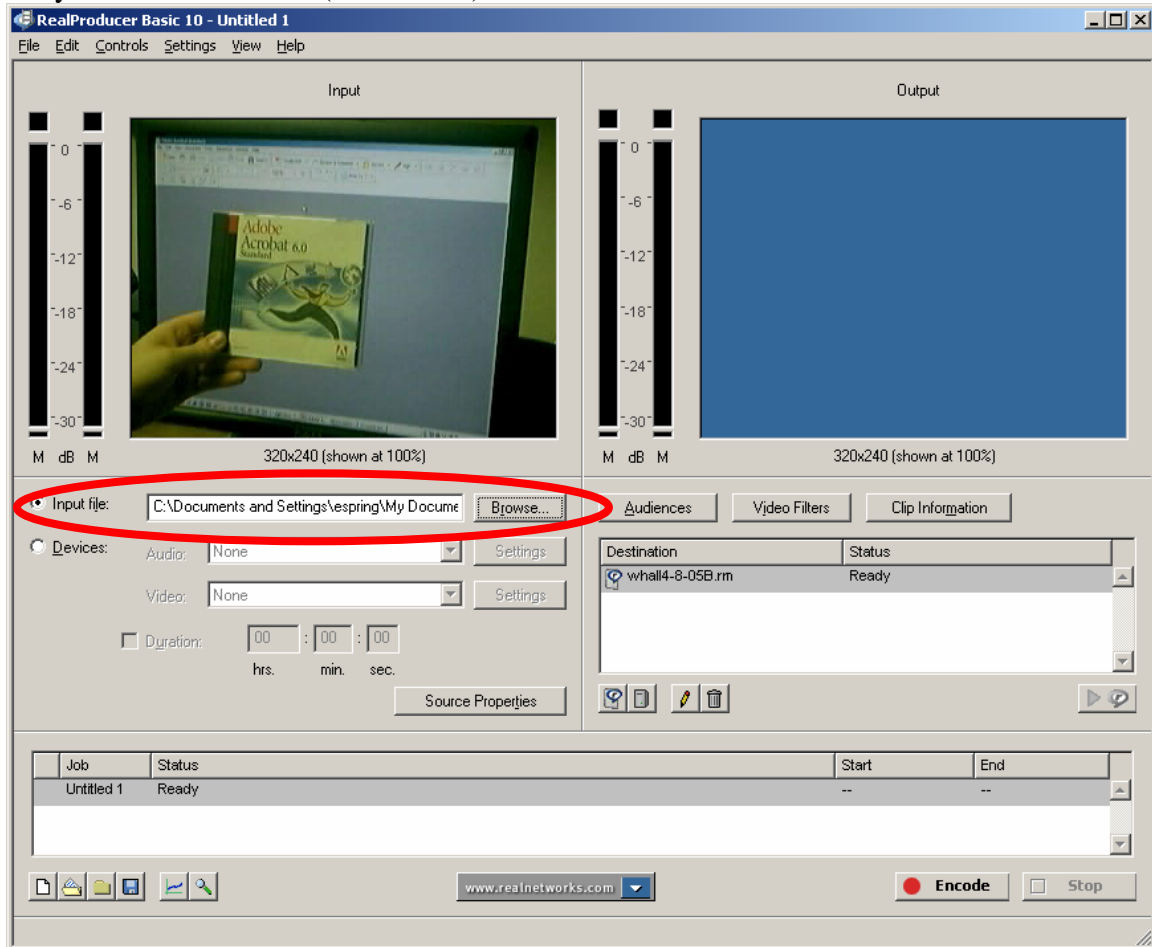 RealProducer Basic 10 - Untitled 1
File Edit Controls Settings View Help
Input
Output
0
-6
-12
-18
-24
-30
M dB M
0
-6
-12
-18
-24
-30
M dB M
Adobe
Acrobat 6.0
Standard
320x240 (shown at 100%)
320x240 (shown at 100%)
Input file: C:\Documents and Settings\espring\My Docume Browse...
Devices: Audio: None Settings
Video: None Settings
Duration: 00 : 00 : 00
hrs. min. sec.
Source Properties
Audiences Video Filters Clip Information
Destination Status
whall4-8-05B.rm Ready
Job Status Start End
Untitled 1 Ready -- --
www.realnetworks.com
Encode Stop